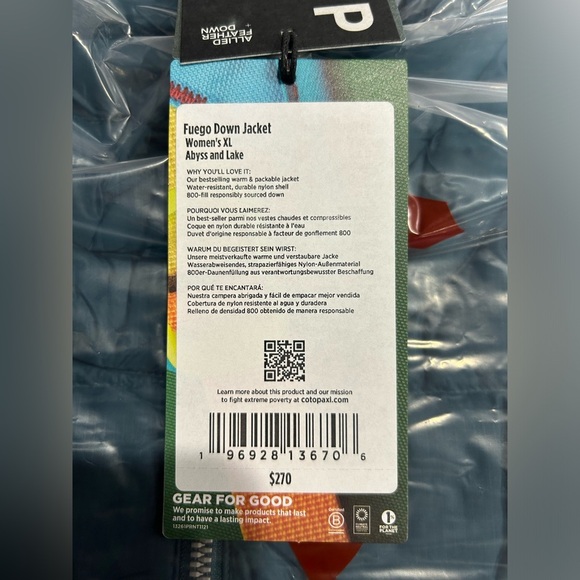 P
ALLIED
FEATHER
DOWN
Fuego Down Jacket
Women's XL
Abyss and Lake
WHY YOU'LL LOVE IT:
Our bestselling warm & packable jacket
Water-resistant, durable nylon shell
800-fill responsibly sourced down
POURQUOI VOUS LAIMEREZ:
Un best-seller parmi nos vestes chaudes et compressibles
Coque en nylon durable résistante à l'eau
Duvet d'origine responsable à facteur de gonflement 800
WARUM DU BEGEISTERT SEIN WIRST:
Unsere meistverkaufte warme und verstaubare Jacke
Wasserabweisendes, strapazierfähiges Nylon-Außenmaterial
800er-Daunenfüllung aus verantwortungsbewusster Beschaffung
POR QUÉ TE ENCANTARÁ:
Nuestra campera abrigada y fácil de empacar mejor vendida
Cobertura de nylon resistente al agua y duradera
Relleno de densidad 800 obtenido de manera responsable
Learn more about this product and our mission
to fight extreme poverty at cotopaxi.com
1 96928 13670 6
$270
GEAR FOR GOOD
We promise to make products that last
and to have a lasting impact.
B
FOR THE
PLANET